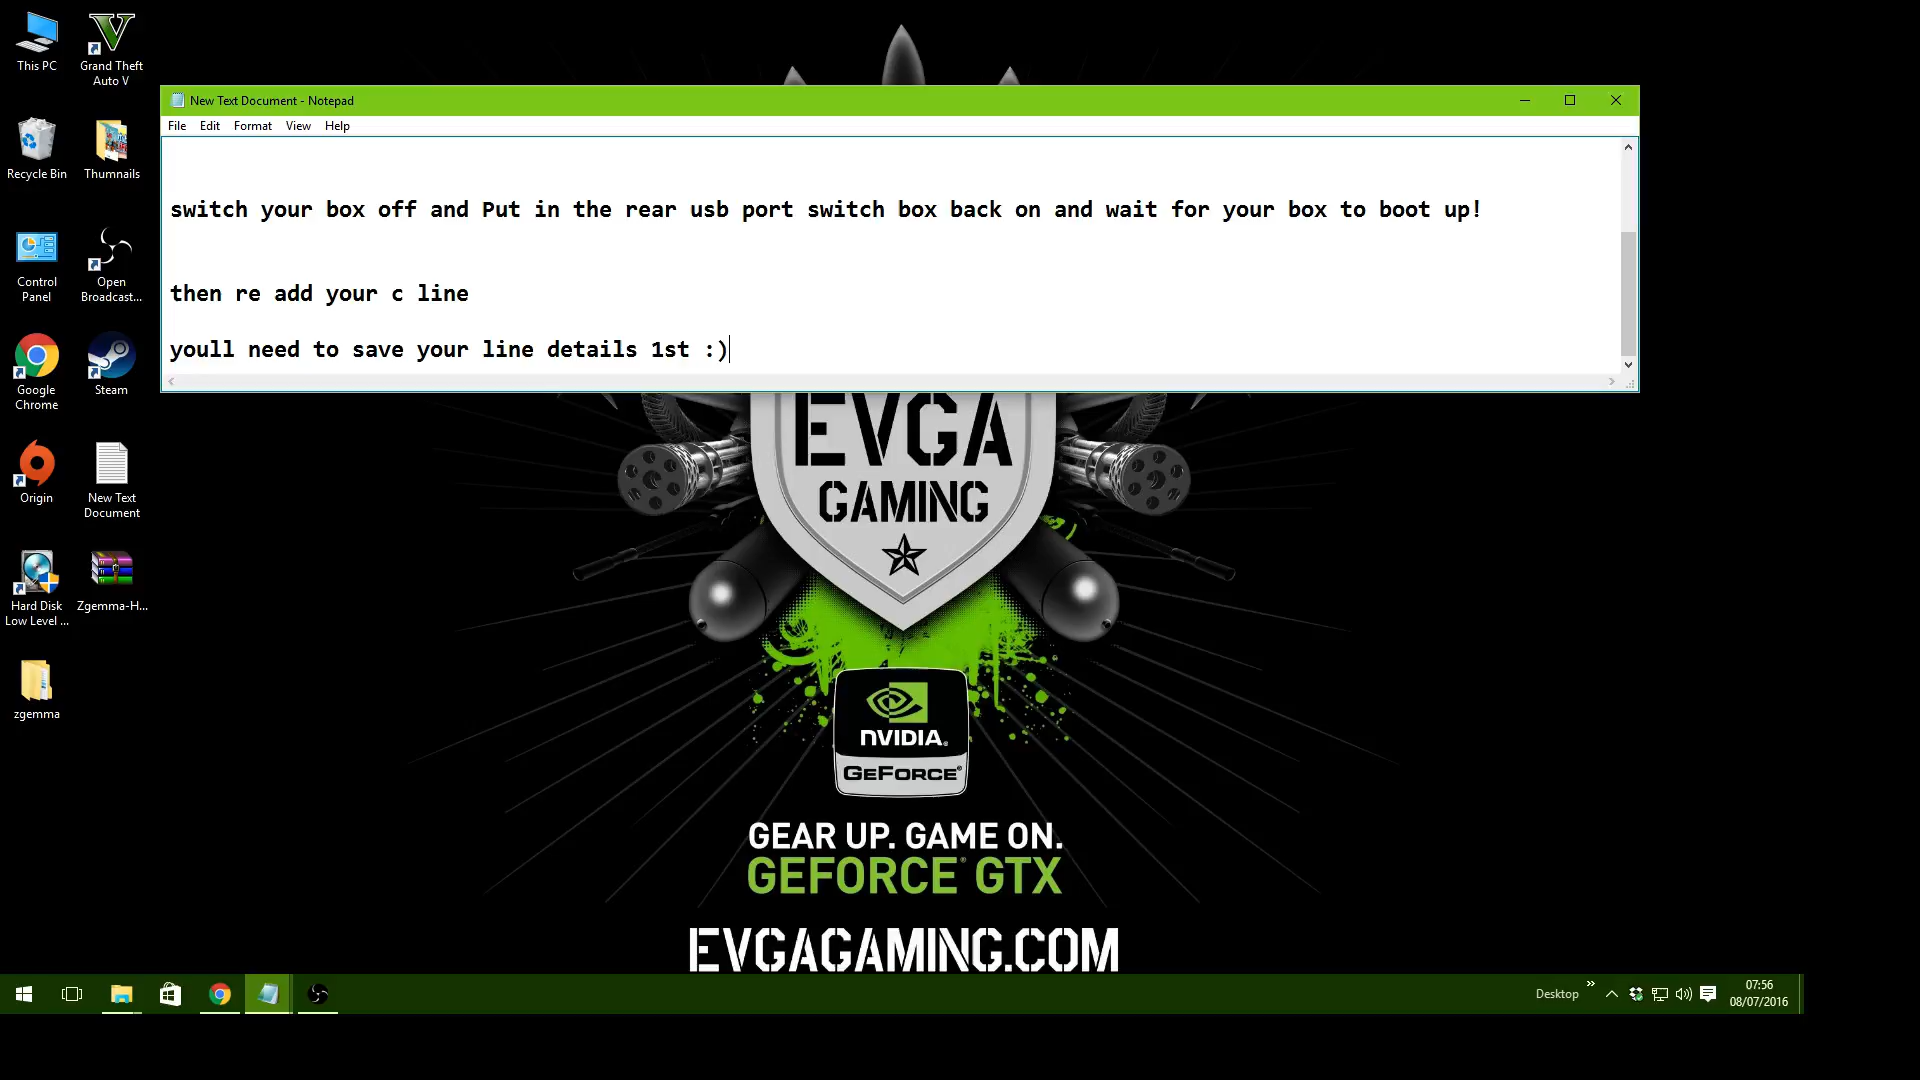 This PC
Grand Theft
Auto V
New Text Document - Notepad
File Edit Format View Help
Recycle Bin
Thumnails
switch your box off and Put in the rear usb port switch box back on and wait for your box to boot up!
then re add your c line
youll need to save your line details 1st :)
Control
Panel
Open
Broadcast...
Google
Chrome
Steam
Origin
New Text
Document
Hard Disk
Low Level ...
Zgemma-H...
zgemma
EVGA
GAMING
NVIDIA.
GEFORCE®
GEAR UP. GAME ON.
GEFORCE® GTX
EVGAGAMING.COM
Desktop
07:56
08/07/2016